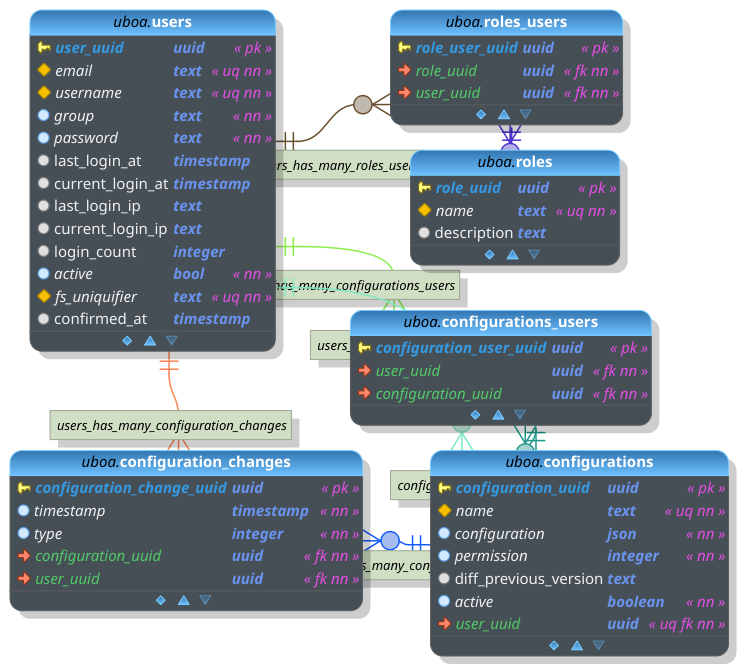 uboa.users
user_uuid uuid « pk »
email text « uq nn »
username text « uq nn »
group text « nn »
password text « nn »
last_login_at timestamp
current_login_at timestamp
last_login_ip text
current_login_ip text
login_count integer
active bool « nn »
fs_uniquifier text « uq nn »
confirmed_at timestamp
uboa.roles_users
role_user_uuid uuid « pk »
role_uuid uuid « fk nn »
user_uuid uuid « fk nn »
ers_has_many_roles_user
uboa.roles
role_uuid uuid « pk »
name text « uq nn »
description text
has_many_configurations_users
users_
uboa.configurations_users
configuration_user_uuid uuid « pk »
user_uuid uuid « fk nn »
configuration_uuid uuid « fk nn »
users_has_many_configuration_changes
uboa.configuration_changes
configuration_change_uuid uuid « pk »
timestamp timestamp « nn »
type integer « nn »
configuration_uuid uuid « fk nn »
user_uuid uuid « fk nn »
config
s_many_con
uboa.configurations
configuration_uuid uuid « pk »
name text « uq nn »
configuration json « nn »
permission integer « nn »
diff_previous_version text
active boolean « nn »
user_uuid uuid « uq fk nn »